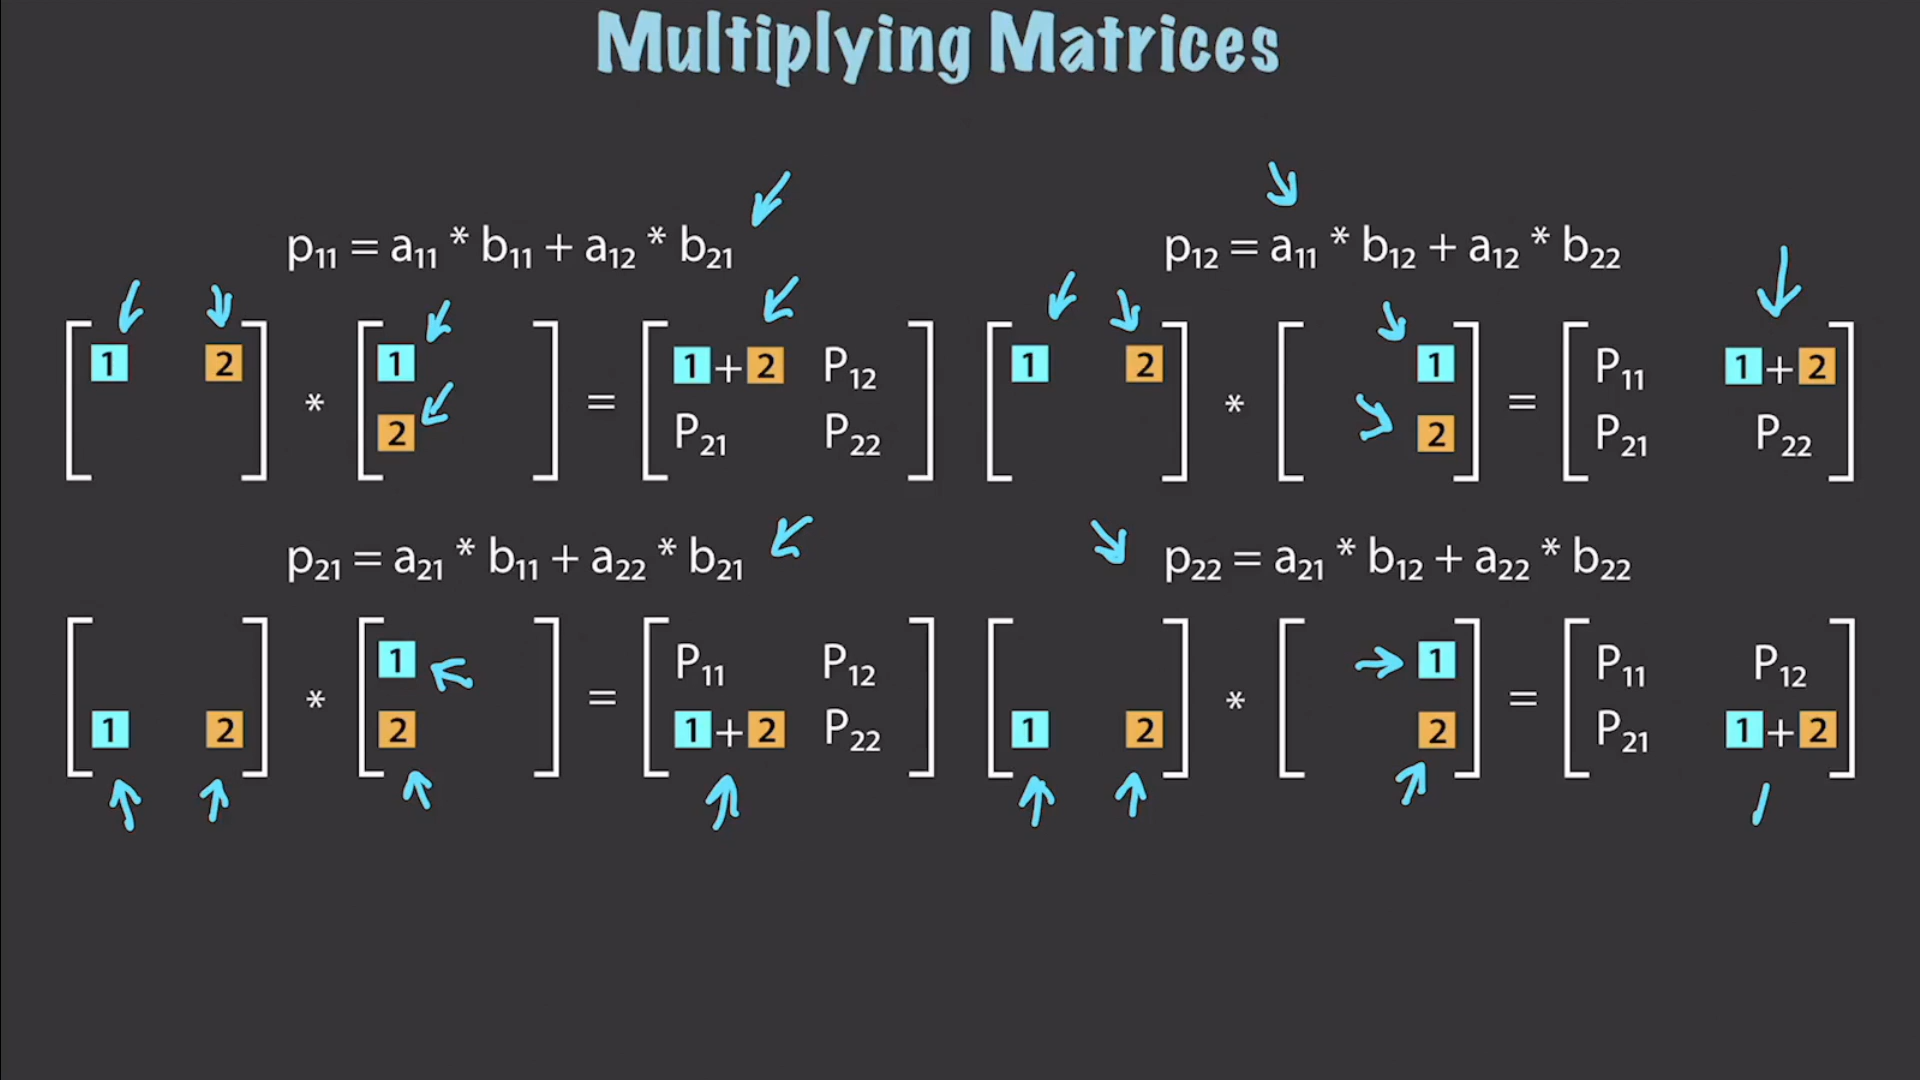 Multiplying Matrices
p₁₁ = a₁₁ * b₁₁ + a₁₂ * b₂₁
p₁₂ = a₁₁ * b₁₂ + a₁₂ * b₂₂
1 2 * 1 = 1+2 P₁₂
2 P₂₁ P₂₂
1 2 * 1 = P₁₁ 1+2
2 P₂₁ P₂₂
p₂₁ = a₂₁ * b₁₁ + a₂₂ * b₂₁
p₂₂ = a₂₁ * b₁₂ + a₂₂ * b₂₂
1 P₁₁ P₁₂
1 2 * 2 = 1+2 P₂₂
1 P₁₁ P₁₂
1 2 * 2 = P₂₁ 1+2